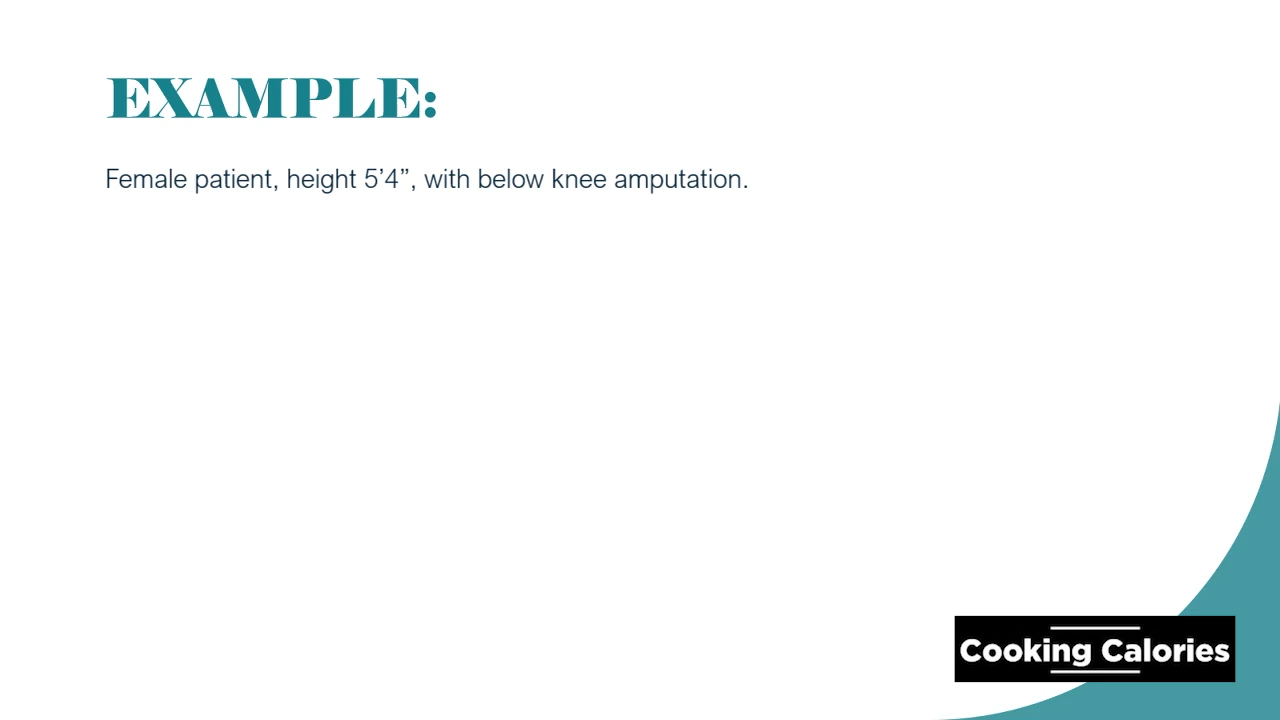 EXAMPLE:
Female patient, height 5’4”, with below knee amputation.
Cooking Calories